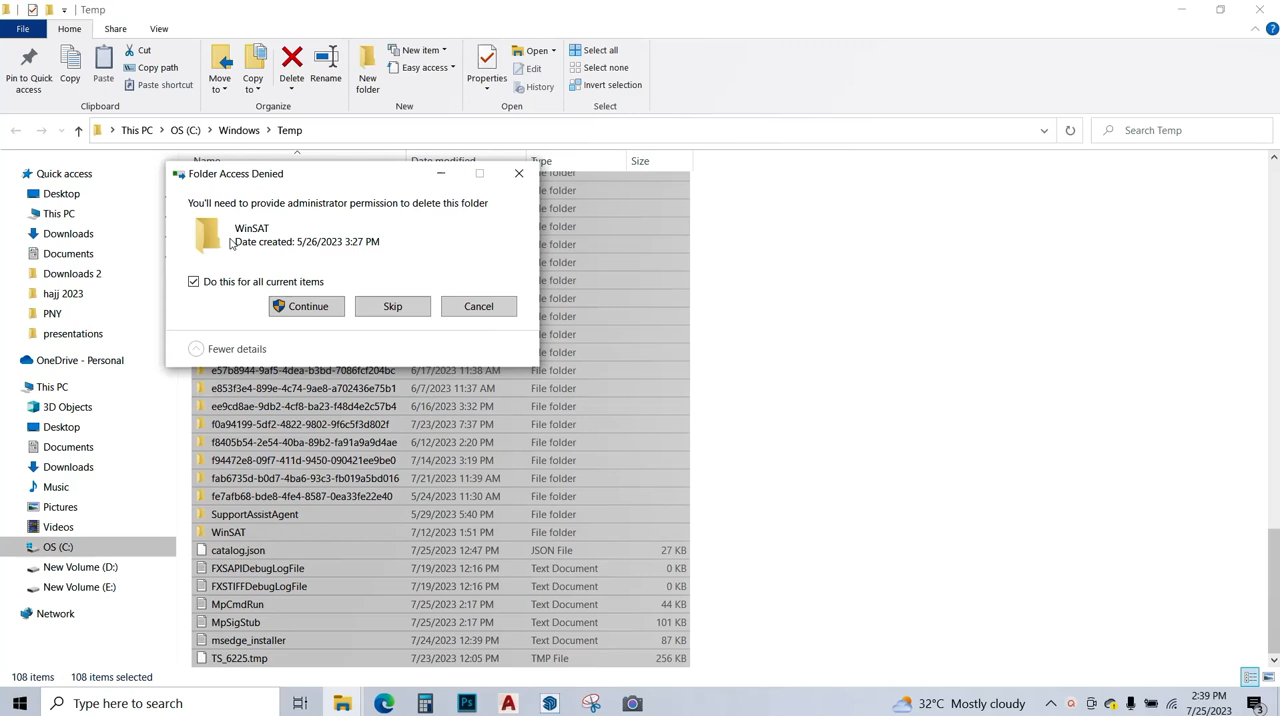 Temp
File
Home
Share
View
Pin to Quick
access
Copy
Paste
Cut
Copy path
Paste shortcut
Clipboard
Move
to
Copy
to
Delete
Rename
Organize
New
folder
New item
Easy access
New
Properties
Open
Edit
History
Open
Select all
Select none
Invert selection
Select
This PC
OS (C:)
Windows
Temp
Search Temp
Name
Date modified
Type
Size
Quick access
Desktop
This PC
Downloads
Documents
Downloads 2
hajj 2023
PNY
presentations
OneDrive - Personal
This PC
3D Objects
Desktop
Documents
Downloads
Music
Pictures
Videos
OS (C:)
New Volume (D:)
New Volume (E:)
Network
Folder Access Denied
You'll need to provide administrator permission to delete this folder
WinSAT
Date created: 5/26/2023 3:27 PM
Do this for all current items
Continue
Skip
Cancel
Fewer details
folder
folder
folder
folder
folder
folder
folder
folder
folder
folder
folder
e57b8944-9af5-4dea-b3bd-7086fcf204bc 6/17/2023 11:38 AM File folder
e853f3e4-899e-4c74-9ae8-a702436e75b1 6/7/2023 11:37 AM File folder
ee9cd8ae-9db2-4cf8-ba23-f48d4e2c57b4 6/16/2023 3:32 PM File folder
f0a94199-5df2-4822-9802-9f6c5f3d802f 7/23/2023 7:37 PM File folder
f8405b54-2e54-40ba-89b2-fa91a9a9d4ae 6/12/2023 2:20 PM File folder
f94472e8-09f7-411d-9450-090421ee9be0 7/14/2023 3:19 PM File folder
fab6735d-b0d7-4ba6-93c3-fb019a5bd016 7/21/2023 11:39 AM File folder
fe7afb68-bde8-4fe4-8587-0ea33fe22e40 5/24/2023 11:30 AM File folder
SupportAssistAgent 5/29/2023 5:40 PM File folder
WinSAT 7/12/2023 1:51 PM File folder
catalog.json 7/25/2023 12:47 PM JSON File 27 KB
FXSAPIDebugLogFile 7/19/2023 12:16 PM Text Document 0 KB
FXSTIFFDebugLogFile 7/19/2023 12:16 PM Text Document 0 KB
MpCmdRun 7/25/2023 2:17 PM Text Document 44 KB
MpSigStub 7/25/2023 2:17 PM Text Document 101 KB
msedge_installer 7/24/2023 12:39 PM Text Document 87 KB
TS_6225.tmp 7/23/2023 12:05 PM TMP File 256 KB
108 items
108 items selected
Type here to search
Ps
A
32°C Mostly cloudy
2:39 PM
7/25/2023
3